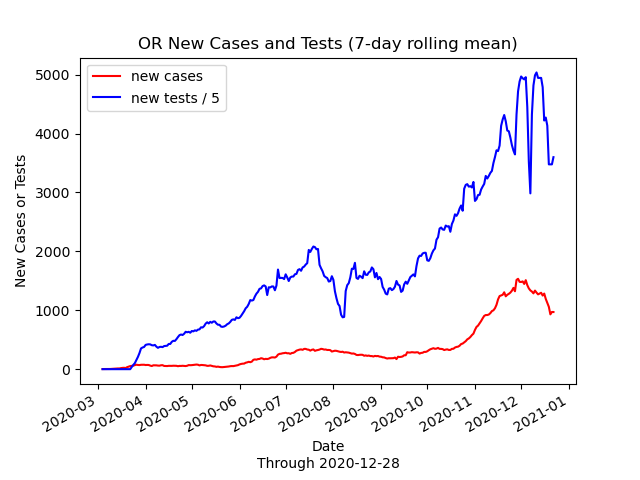 OR New Cases and Tests (7-day rolling mean)
new cases
new tests / 5
New Cases or Tests
5000
4000
3000
2000
1000
0
2020-03
2020-04
2020-05
2020-06
2020-07
2020-08
2020-09
2020-10
2020-11
2020-12
2021-01
Date
Through 2020-12-28